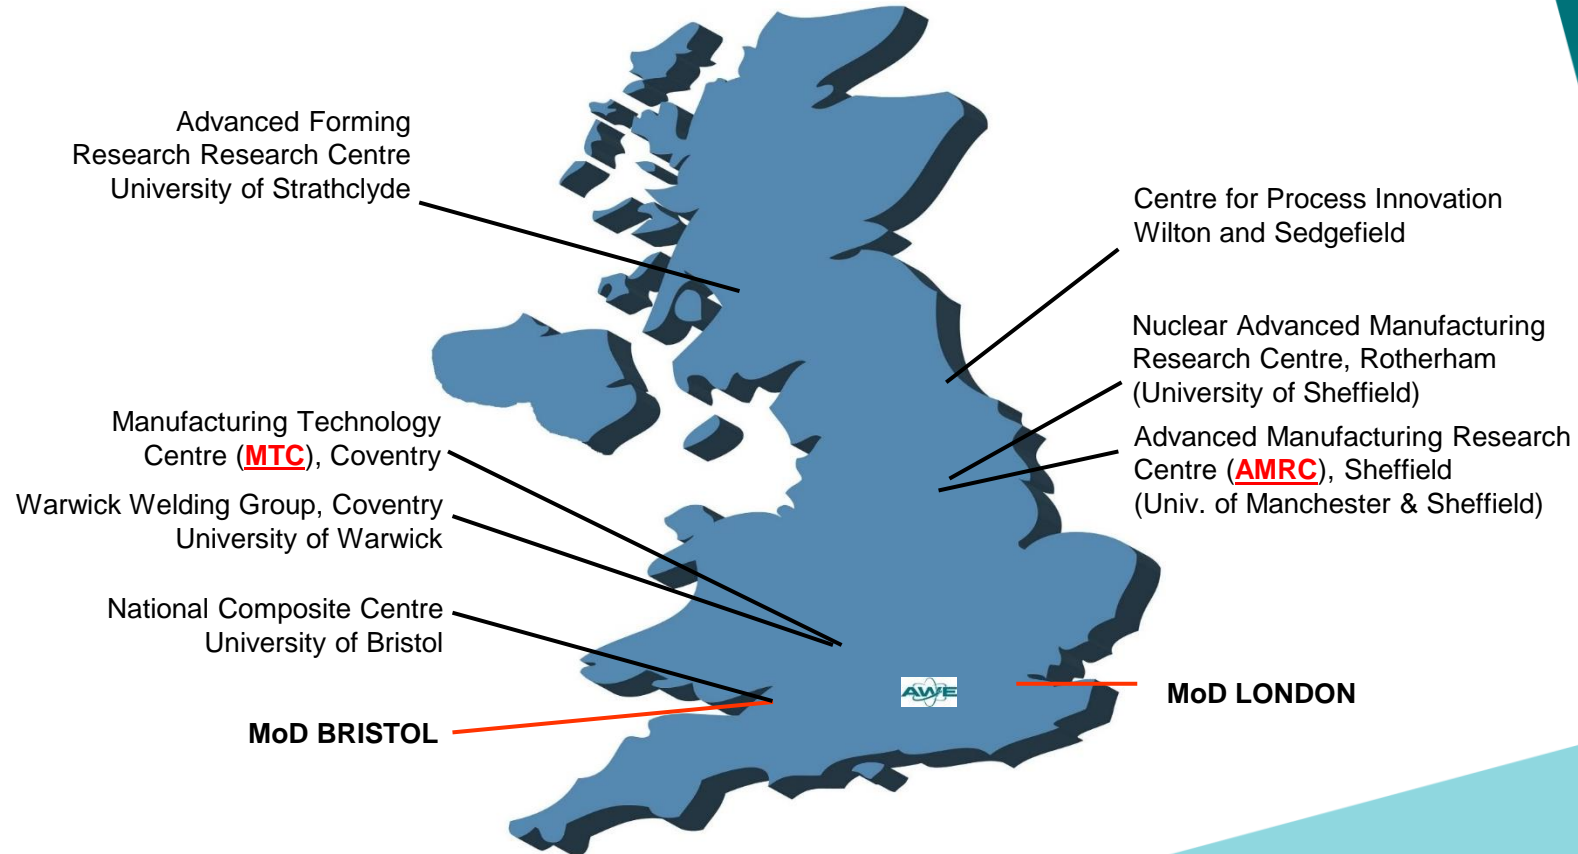 Advanced Forming
Research Research Centre
University of Strathclyde
Centre for Process Innovation
Wilton and Sedgefield
Nuclear Advanced Manufacturing
Research Centre, Rotherham
(University of Sheffield)
Manufacturing Technology
Centre (MTC), Coventry
Advanced Manufacturing Research
Centre (AMRC), Sheffield
(Univ. of Manchester & Sheffield)
Warwick Welding Group, Coventry
University of Warwick
National Composite Centre
University of Bristol
AWE
MoD LONDON
MoD BRISTOL